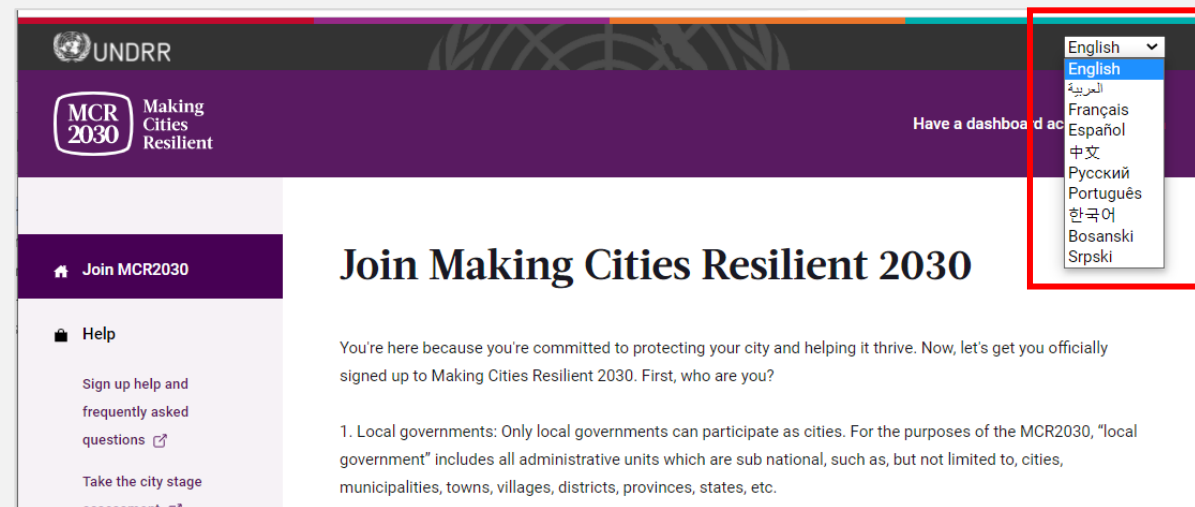 UNDRR
English
English
العربية
Français
Español
中文
Русский
Português
한국어
Bosanski
Srpski
MCR
2030
Making
Cities
Resilient
Have a dashboard ac
Join MCR2030
Help
Sign up help and
frequently asked
questions
Take the city stage
Join Making Cities Resilient 2030
You're here because you're committed to protecting your city and helping it thrive. Now, let's get you officially
signed up to Making Cities Resilient 2030. First, who are you?
1. Local governments: Only local governments can participate as cities. For the purposes of the MCR2030, “local
government” includes all administrative units which are sub national, such as, but not limited to, cities,
municipalities, towns, villages, districts, provinces, states, etc.